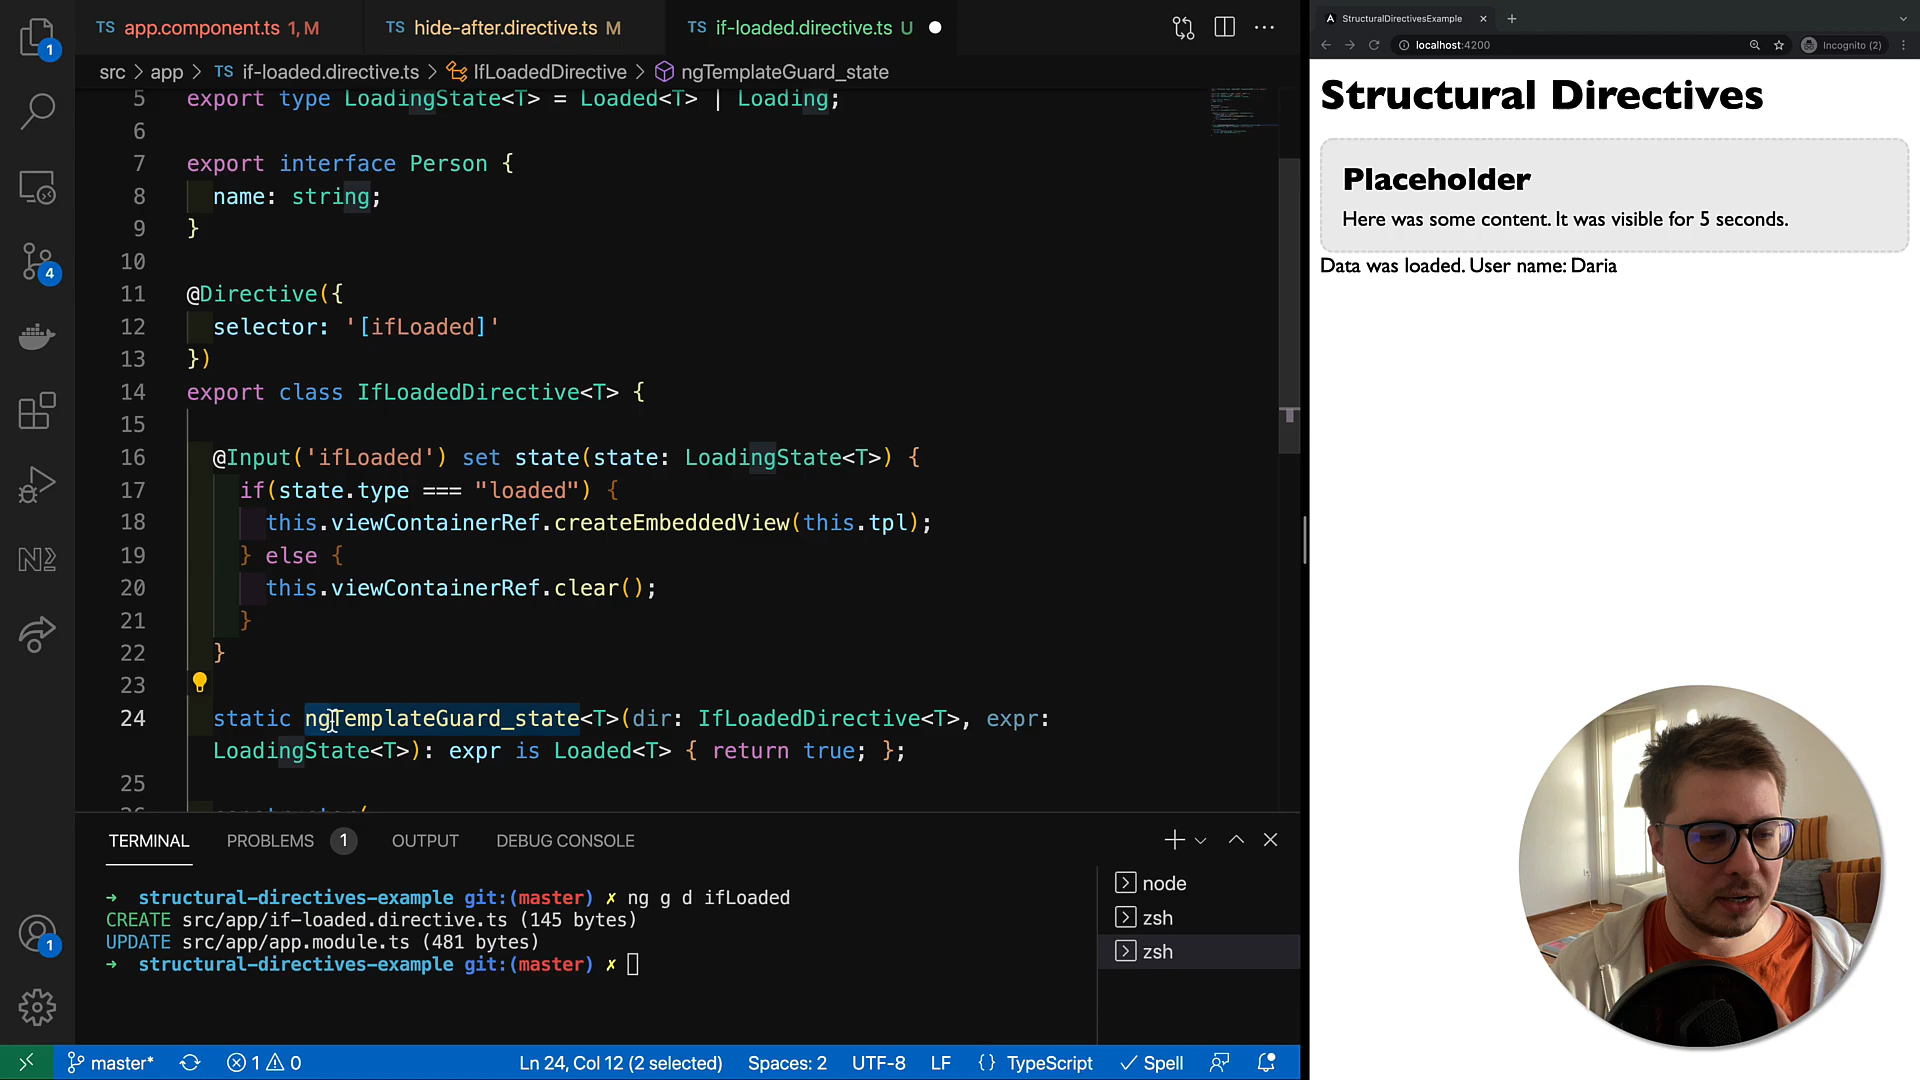 TS app.component.ts 1, M
TS hide-after.directive.ts M
TS if-loaded.directive.ts U
src > app > TS if-loaded.directive.ts > IfLoadedDirective > ngTemplateGuard_state
5 export type LoadingState<T> = Loaded<T> | Loading;
6
7 export interface Person {
8 name: string;
9 }
10
11 @Directive({
12 selector: '[ifLoaded]'
13 })
14 export class IfLoadedDirective<T> {
15
16 @Input('ifLoaded') set state(state: LoadingState<T>) {
17 if(state.type === "loaded") {
18 this.viewContainerRef.createEmbeddedView(this.tpl);
19 } else {
20 this.viewContainerRef.clear();
21 }
22 }
23
24 static ngTemplateGuard_state<T>(dir: IfLoadedDirective<T>, expr:
LoadingState<T>): expr is Loaded<T> { return true; };
25
1
4
N2
1
TERMINAL PROBLEMS 1 OUTPUT DEBUG CONSOLE
➜ structural-directives-example git:(master) ✗ ng g d ifLoaded
CREATE src/app/if-loaded.directive.ts (145 bytes)
UPDATE src/app/app.module.ts (481 bytes)
➜ structural-directives-example git:(master) ✗
node
zsh
zsh
master* 1 0 Ln 24, Col 12 (2 selected) Spaces: 2 UTF-8 LF {} TypeScript Spell
StructuralDirectivesExample
localhost:4200
Incognito (2)
Structural Directives
Placeholder
Here was some content. It was visible for 5 seconds.
Data was loaded. User name: Daria